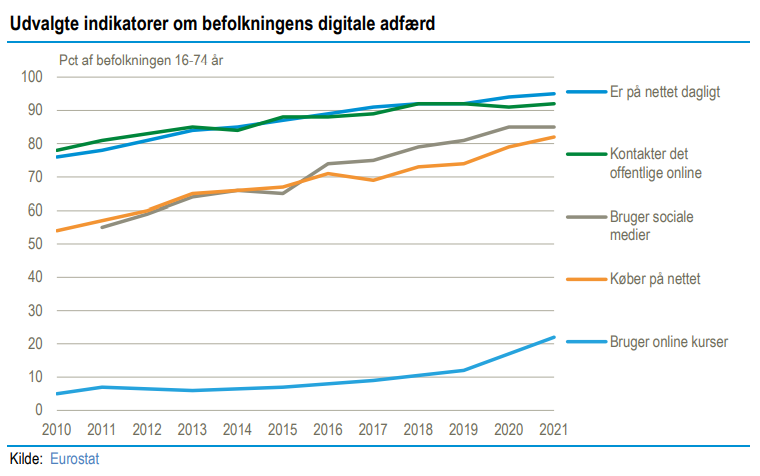 Udvalgte indikatorer om befolkningens digitale adfærd
Pct af befolkningen 16-74 år
100
90
80
70
60
50
40
30
20
10
0
2010 2011 2012 2013 2014 2015 2016 2017 2018 2019 2020 2021
Er på nettet dagligt
Kontakter det
offentlige online
Bruger sociale
medier
Køber på nettet
Bruger online kurser
Kilde: Eurostat